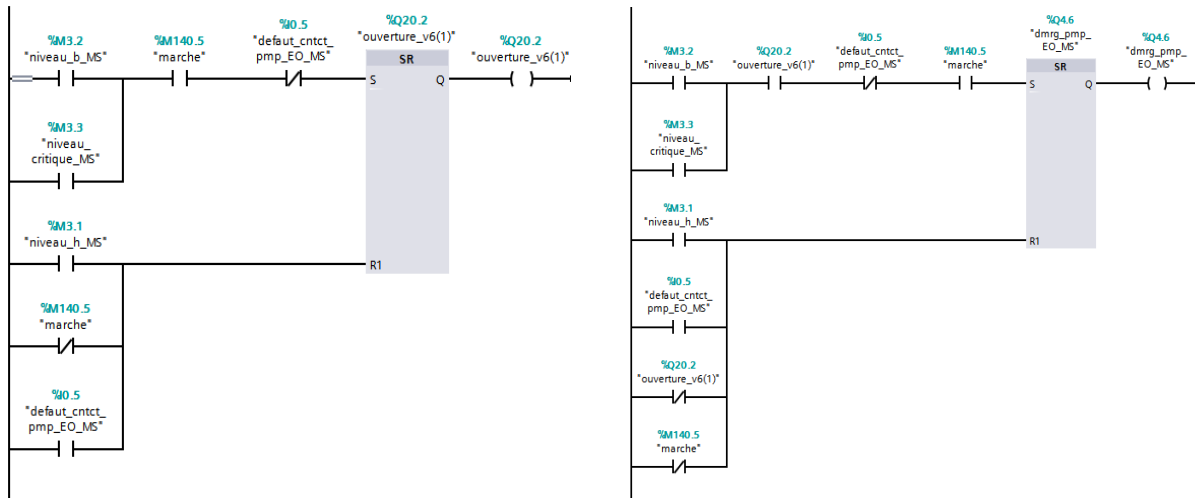 %M3.2
"niveau_b_MS"
%M140.5
"marche"
%I0.5
"defaut_cntct_
pmp_EO_MS"
%Q20.2
"ouverture_v6(1)"
SR
S
Q
R1
%Q20.2
"ouverture_v6(1)"
%M3.3
"niveau_
critique_MS"
%M3.1
"niveau_h_MS"
%M140.5
"marche"
%I0.5
"defaut_cntct_
pmp_EO_MS"
%M3.2
"niveau_b_MS"
%Q20.2
"ouverture_v6(1)"
%I0.5
"defaut_cntct_
pmp_EO_MS"
%M140.5
"marche"
%Q4.6
"dmrg_pmp_
EO_MS"
SR
S
Q
R1
%Q4.6
"dmrg_pmp_
EO_MS"
%M3.3
"niveau_
critique_MS"
%M3.1
"niveau_h_MS"
%I0.5
"defaut_cntct_
pmp_EO_MS"
%Q20.2
"ouverture_v6(1)"
%M140.5
"marche"